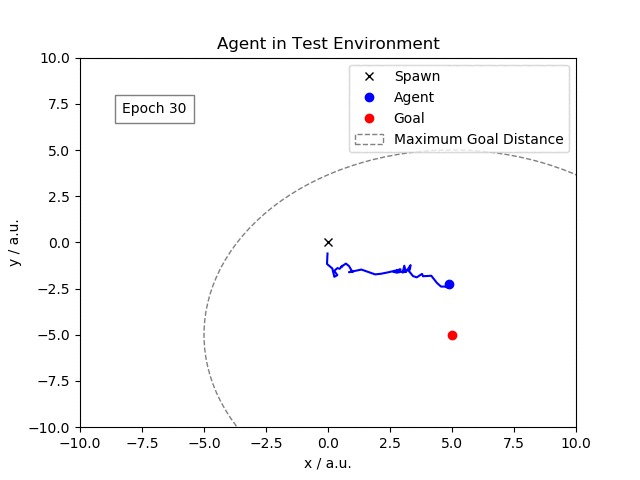 Agent in Test Environment
10.0
7.5
5.0
2.5
0.0
−2.5
−5.0
−7.5
−10.0
y / a.u.
Epoch 30
Spawn
Agent
Goal
Maximum Goal Distance
−10.0 −7.5 −5.0 −2.5 0.0 2.5 5.0 7.5 10.0
x / a.u.